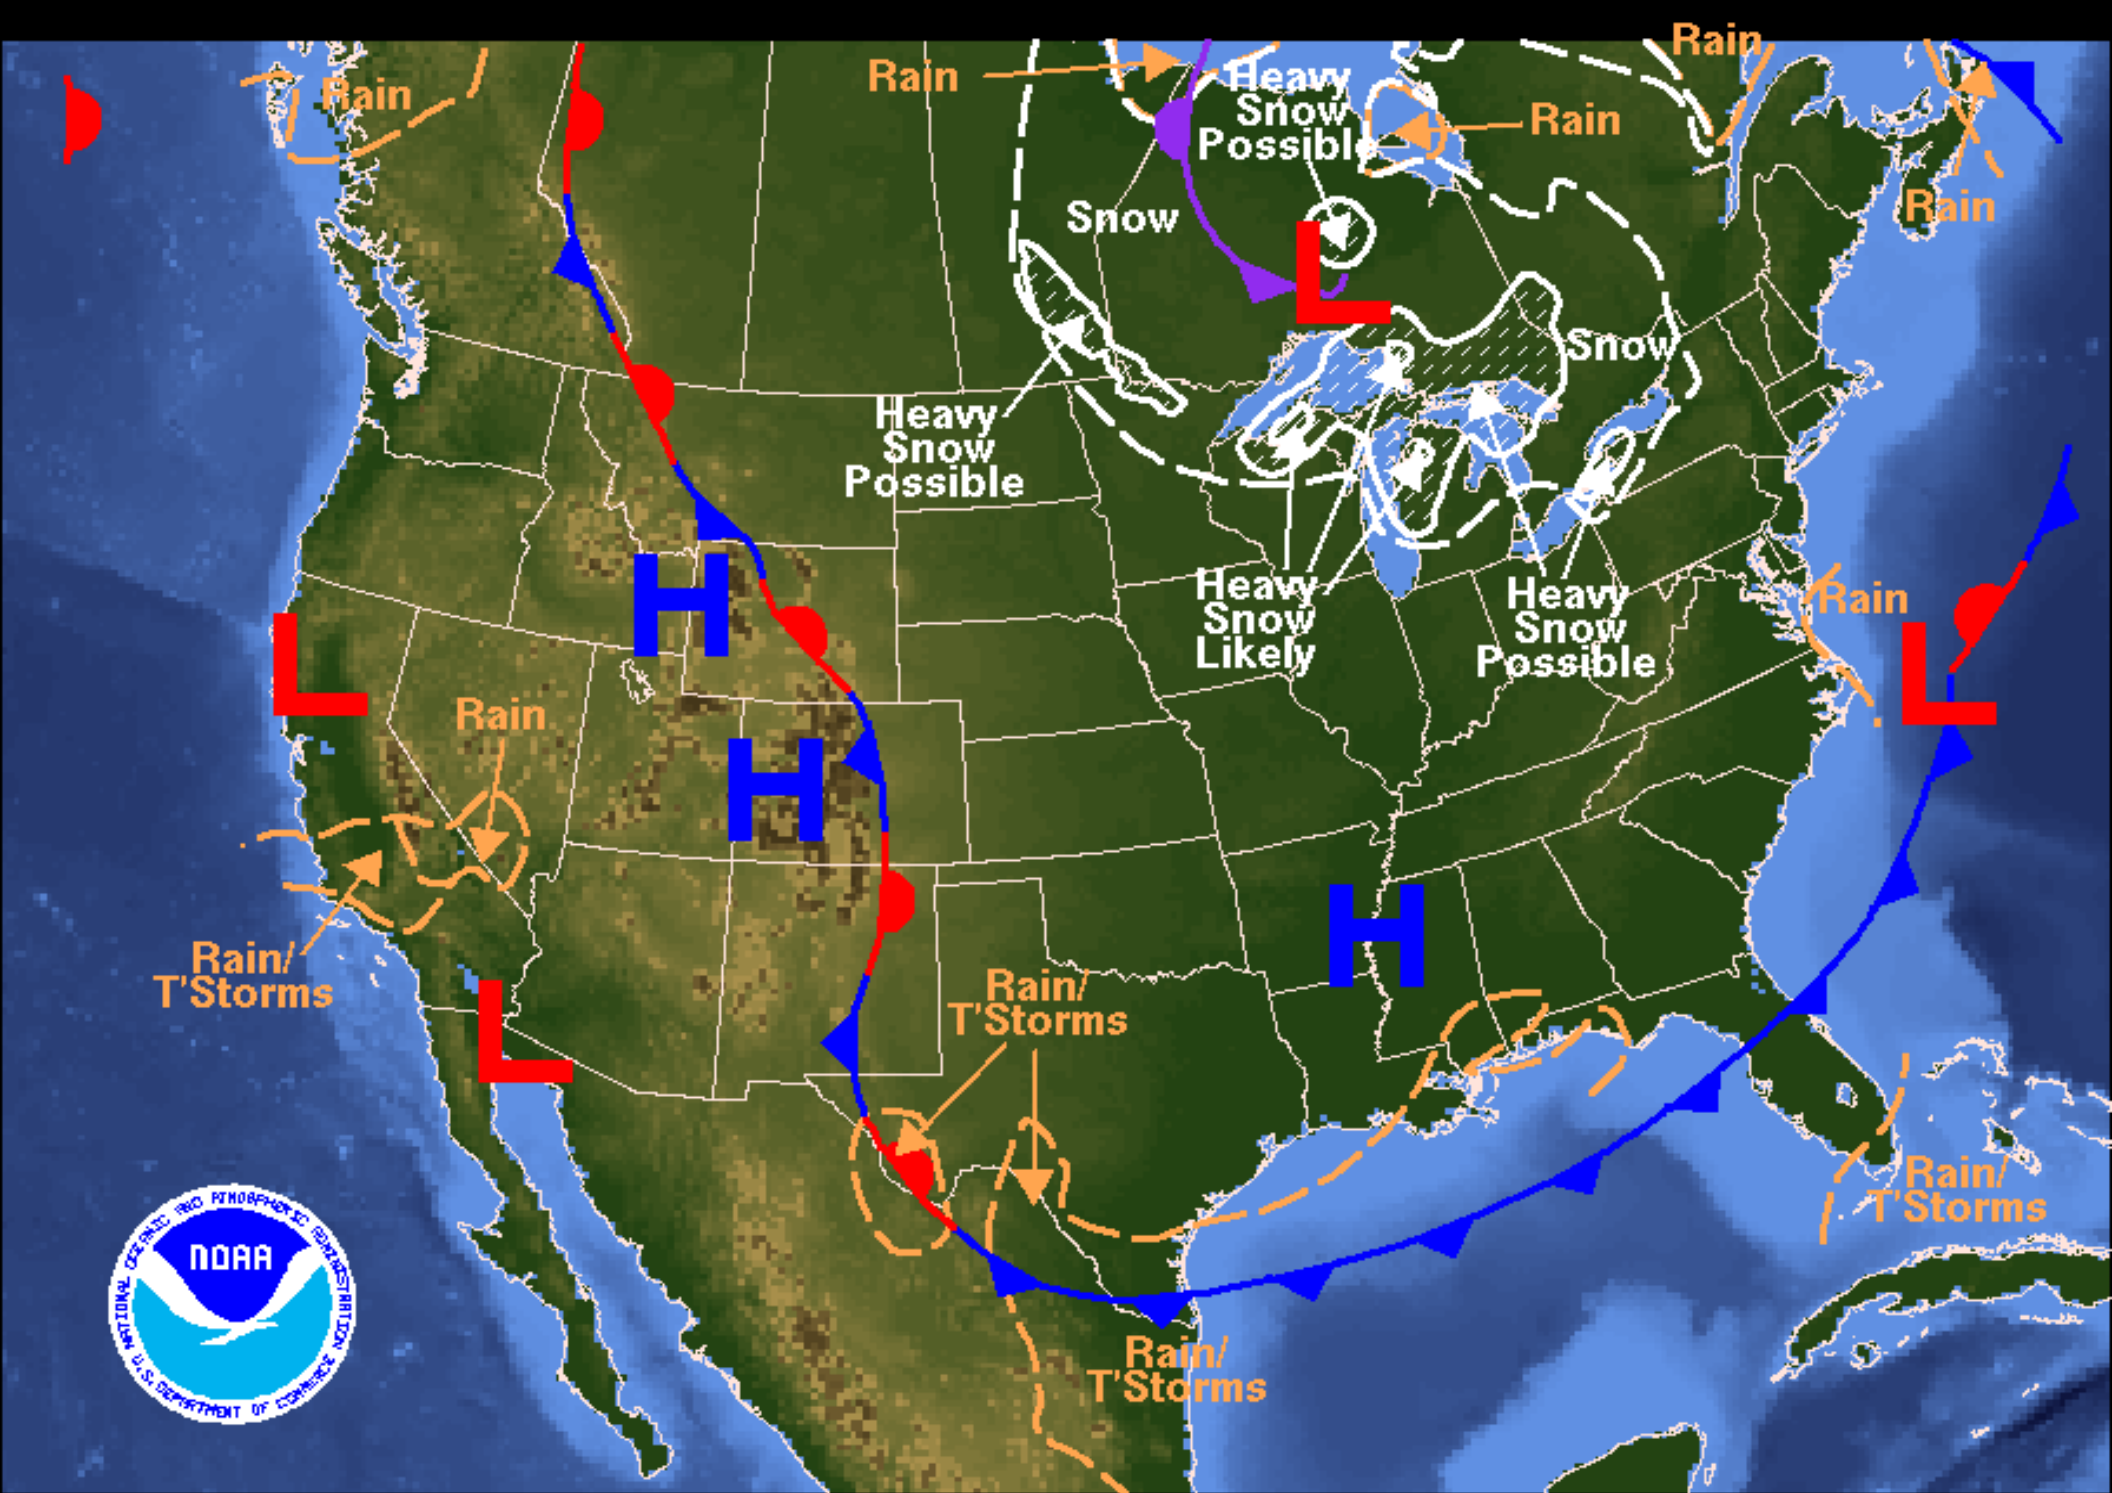 Rain
Rain
Rain
Heavy
Snow
Possible
Rain
Snow
Rain
Snow
Heavy
Snow
Possible
Heavy
Snow
Likely
Heavy
Snow
Possible
Rain
L
L
L
H
H
Rain
L
H
Rain/
T'Storms
Rain/
T'Storms
Rain/
T'Storms
Rain/
T'Storms
NATIONAL OCEANIC AND ATMOSPHERIC ADMINISTRATION
NOAA
U.S. DEPARTMENT OF COMMERCE